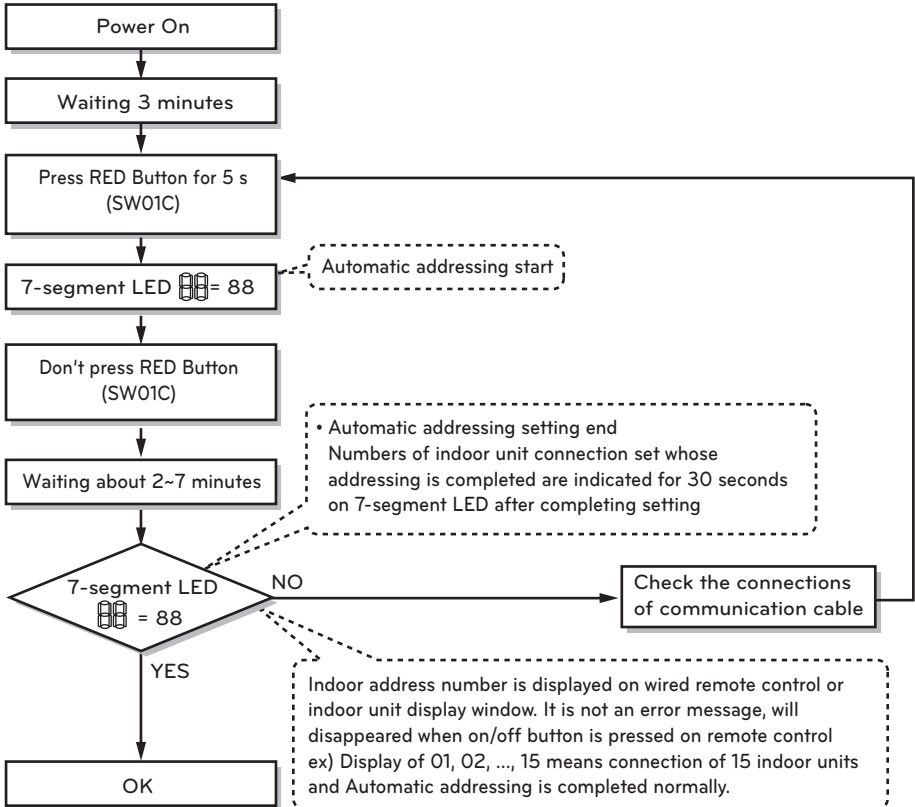 Power On
Waiting 3 minutes
Press RED Button for 5 s
(SW01C)
Automatic addressing start
7-segment LED 88= 88
Don't press RED Button
(SW01C)
• Automatic addressing setting end
Numbers of indoor unit connection set whose
addressing is completed are indicated for 30 seconds
on 7-segment LED after completing setting
Waiting about 2~7 minutes
7-segment LED
88 = 88
NO
Check the connections
of communication cable
YES
Indoor address number is displayed on wired remote control or
indoor unit display window. It is not an error message, will
disappeared when on/off button is pressed on remote control
ex) Display of 01, 02, ..., 15 means connection of 15 indoor units
and Automatic addressing is completed normally.
OK